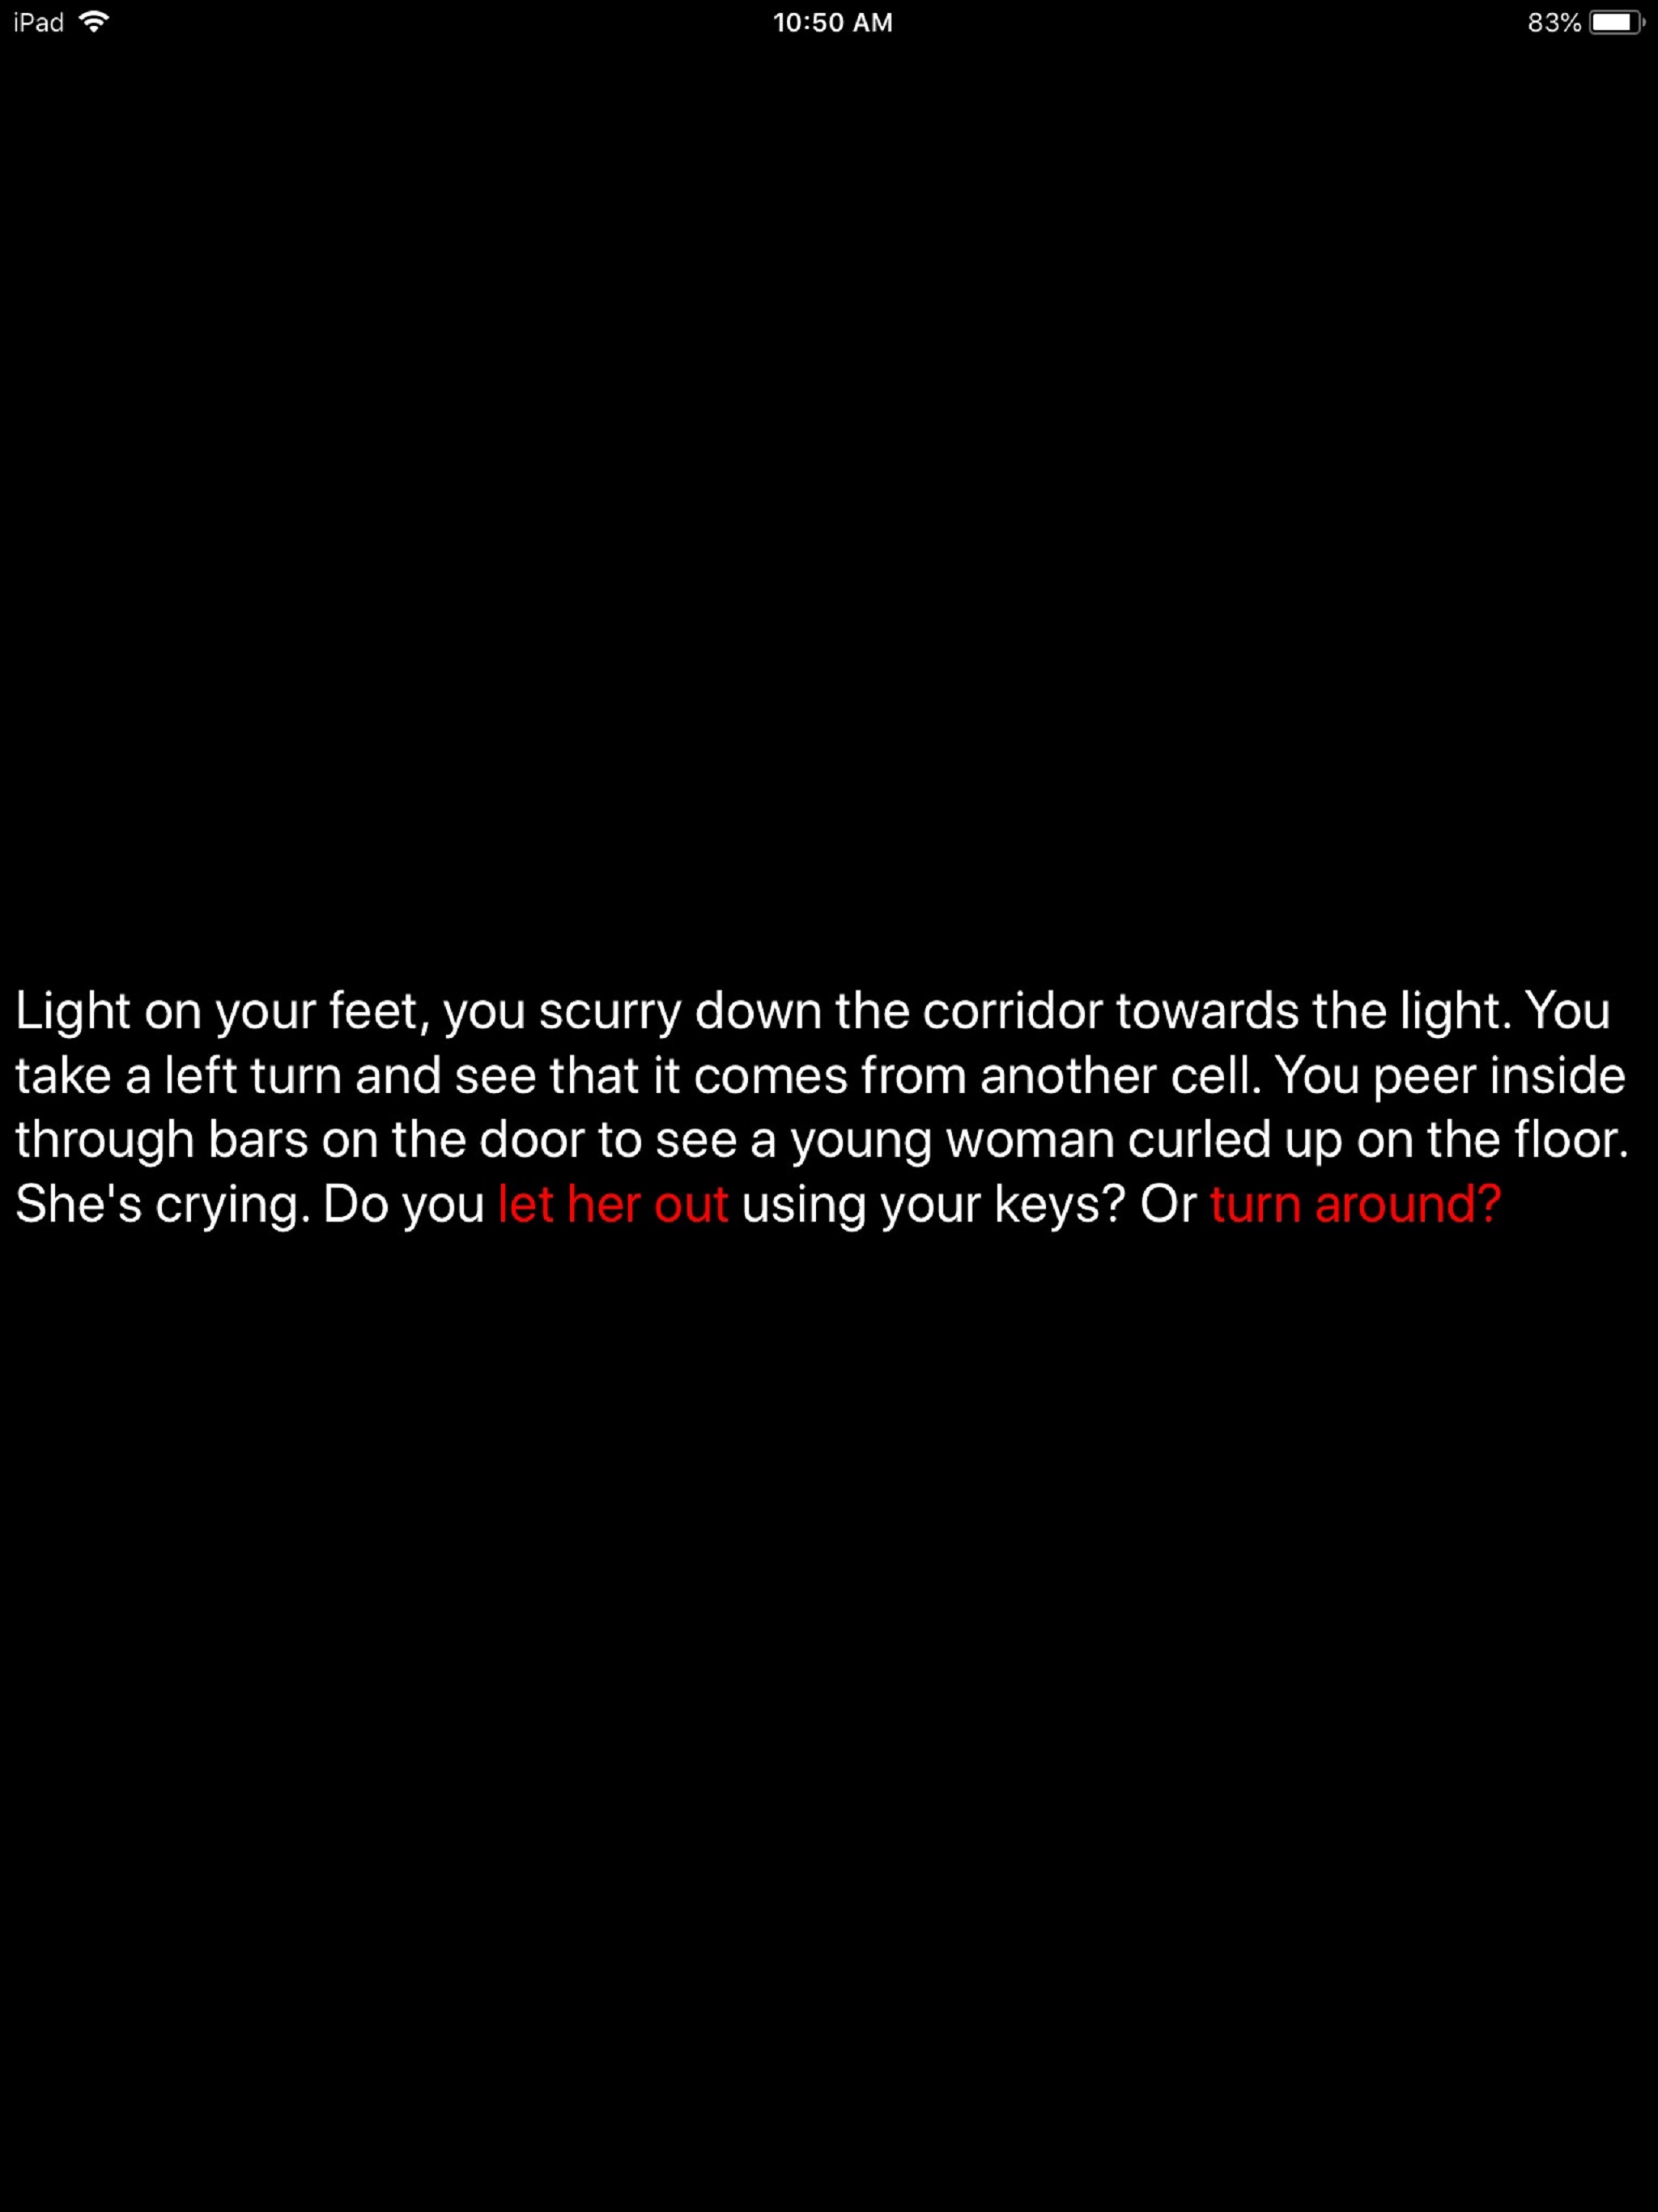 iPad 10:50 AM 83%
Light on your feet, you scurry down the corridor towards the light. You
take a left turn and see that it comes from another cell. You peer inside
through bars on the door to see a young woman curled up on the floor.
She's crying. Do you let her out using your keys? Or turn around?